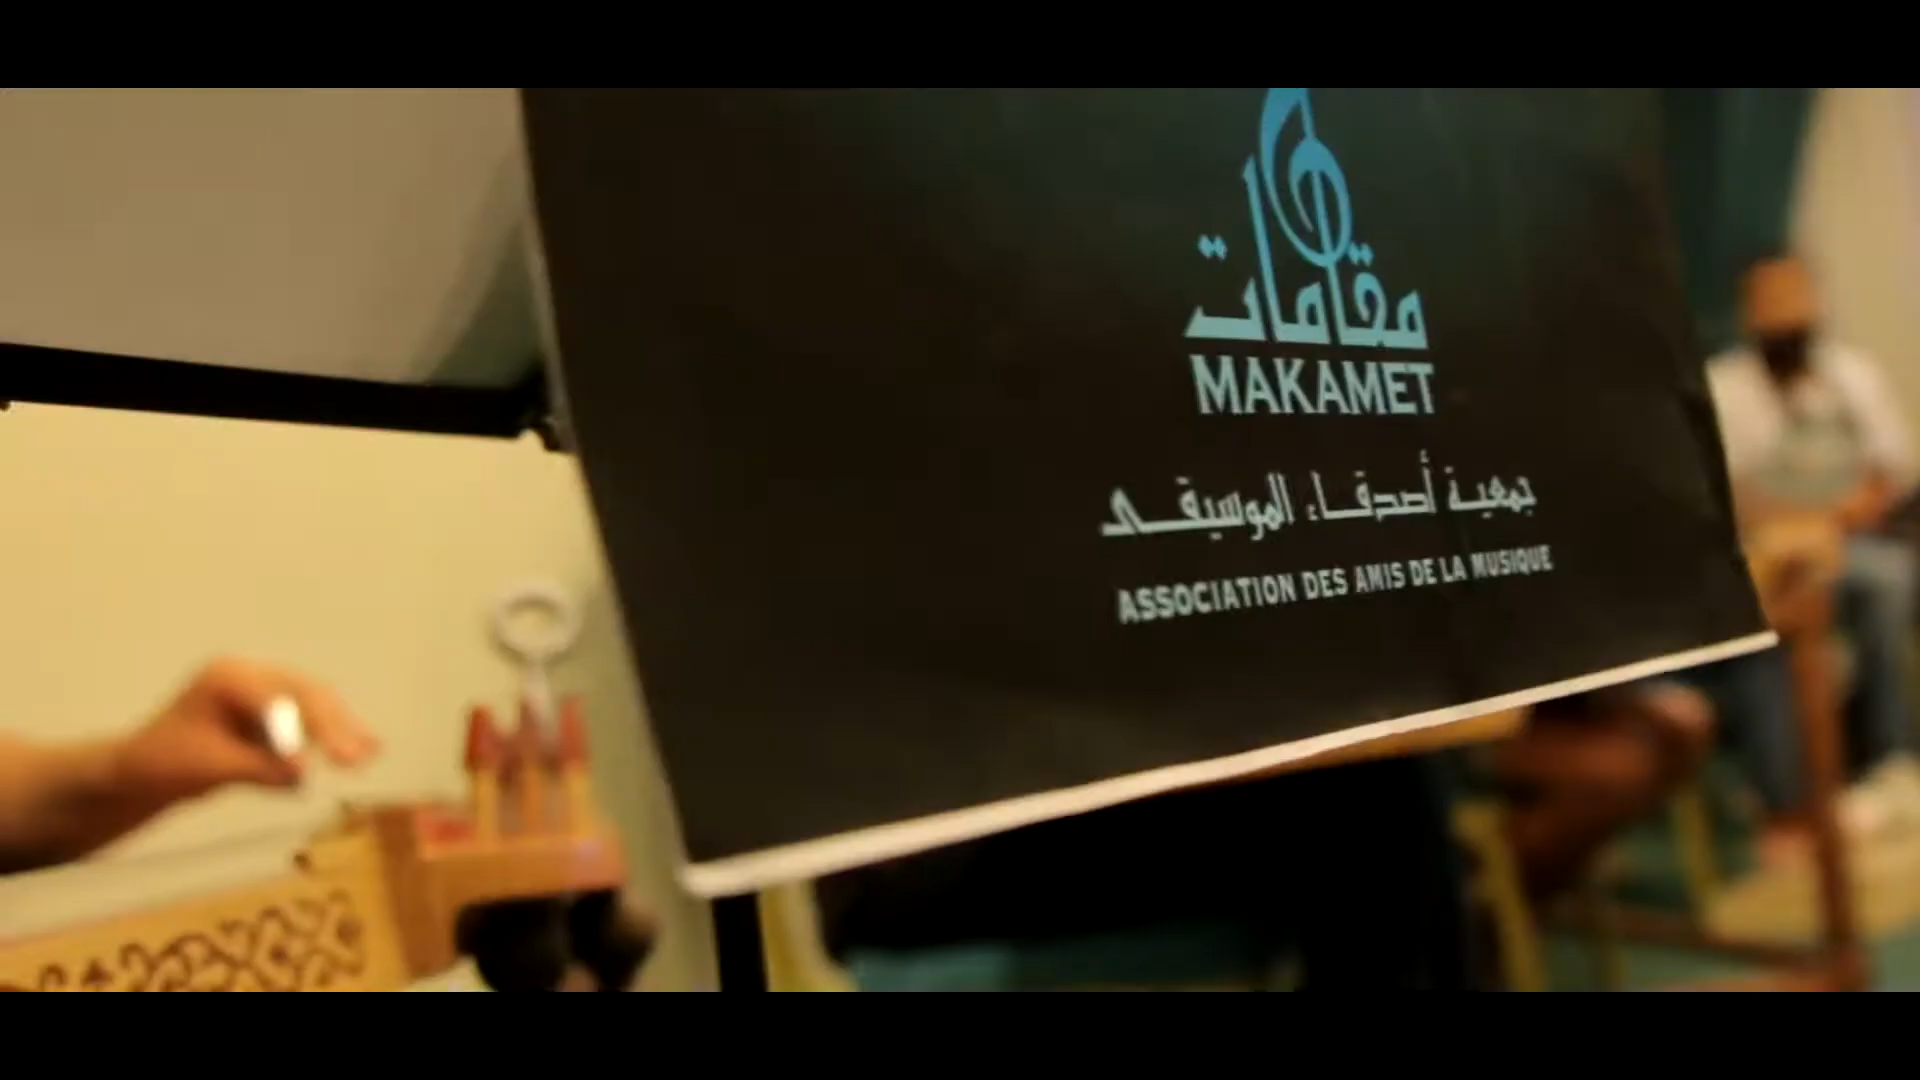 مقامات
MAKAMET
جمعية أصدقاء الموسيقى
ASSOCIATION DES AMIS DE LA MUSIQUE